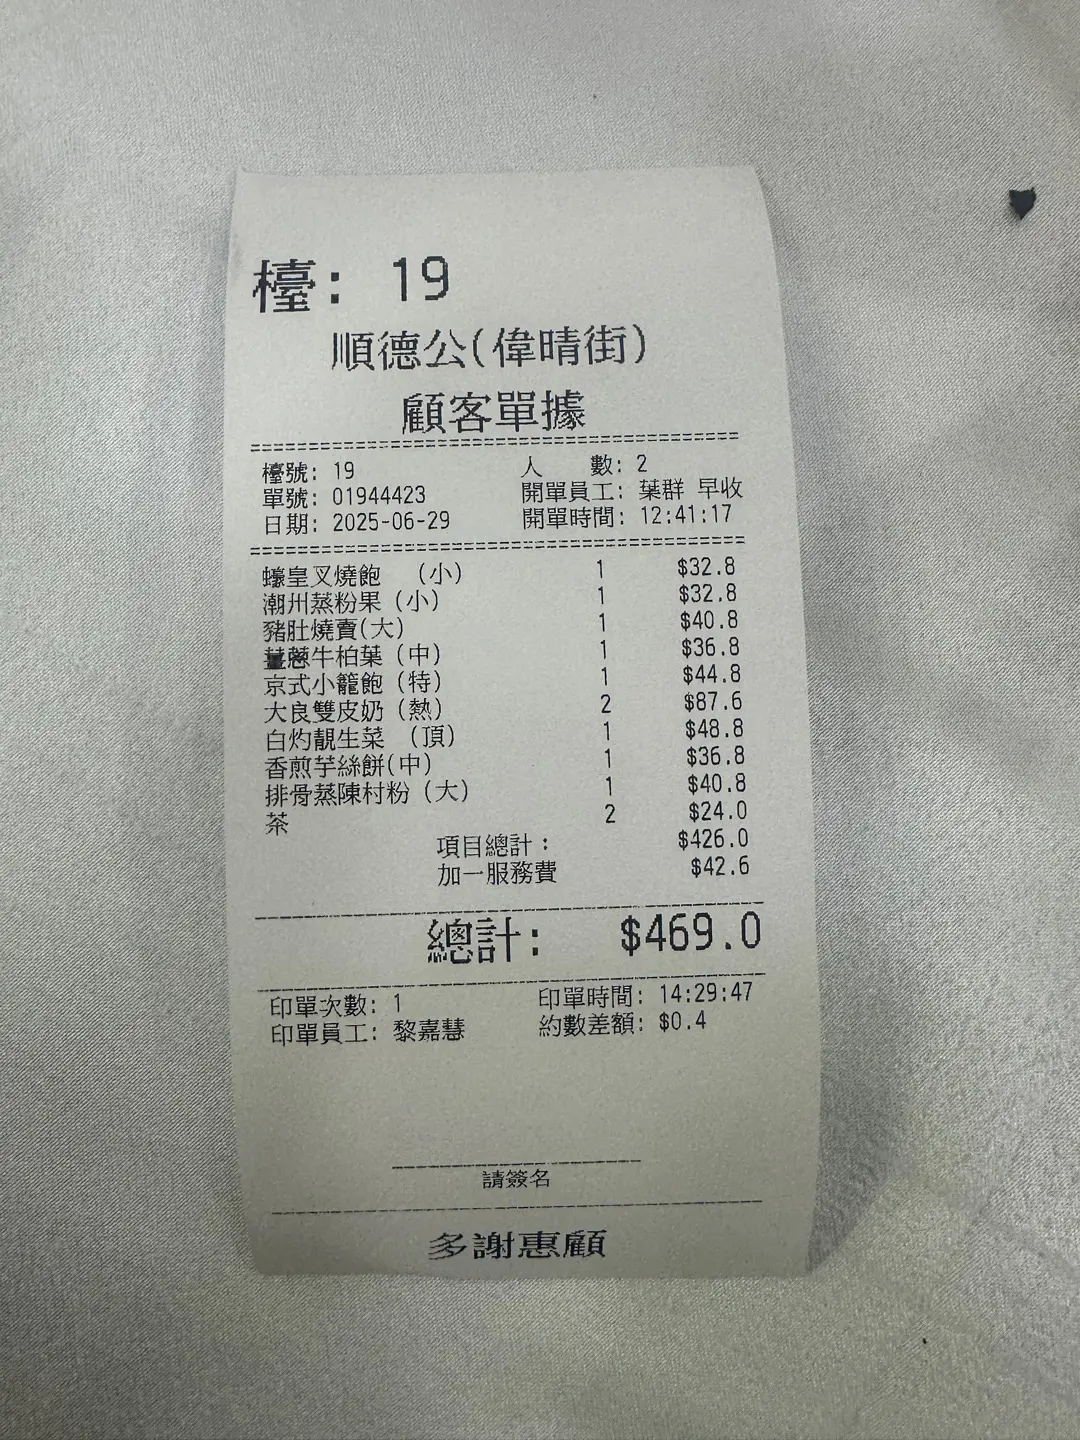 檯: 19
順德公(偉晴街)
顧客單據
檯號: 19 人 數: 2
單號: 01944423 開單員工: 葉群 早收
日期: 2025-06-29 開單時間: 12:41:17
蠔皇叉燒飽 (小) 1 $32.8
潮州蒸粉果 (小) 1 $32.8
豬肚燒賣(大) 1 $40.8
薑蔥牛柏葉 (中) 1 $36.8
京式小籠飽 (特) 1 $44.8
大良雙皮奶 (熱) 2 $87.6
白灼靚生菜 (頂) 1 $48.8
香煎芋絲餅(中) 1 $36.8
排骨蒸陳村粉 (大) 1 $40.8
茶 2 $24.0
項目總計: $426.0
加一服務費 $42.6
總計: $469.0
印單次數: 1 印單時間: 14:29:47
印單員工: 黎嘉慧 約數差額: $0.4
請簽名
多謝惠顧